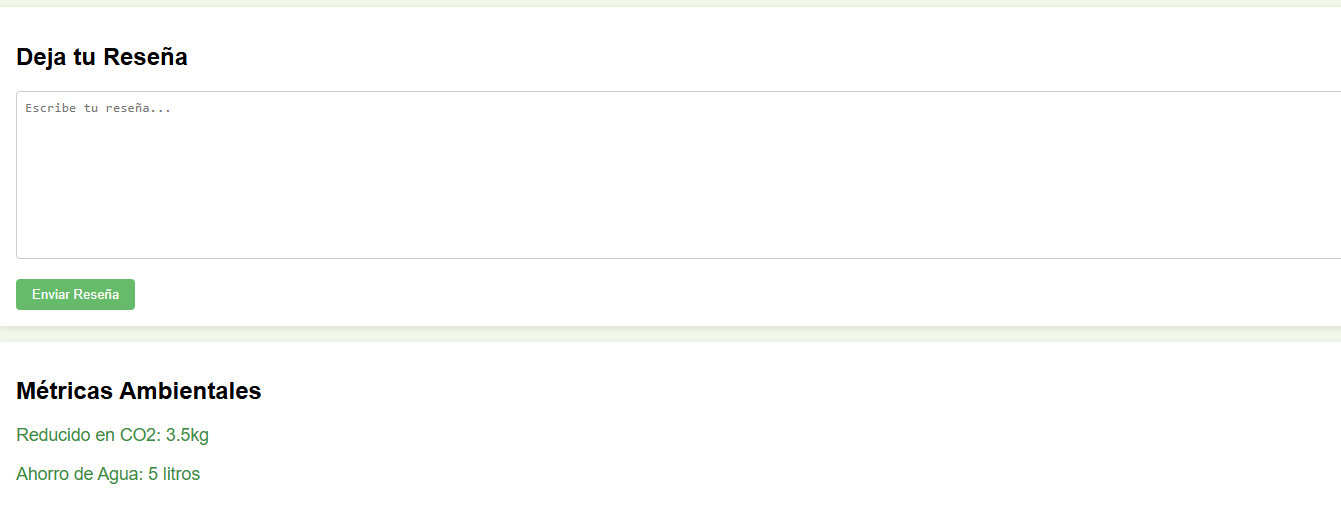 Deja tu Reseña
Escribe tu reseña...
Enviar Reseña
Métricas Ambientales
Reducido en CO2: 3.5kg
Ahorro de Agua: 5 litros